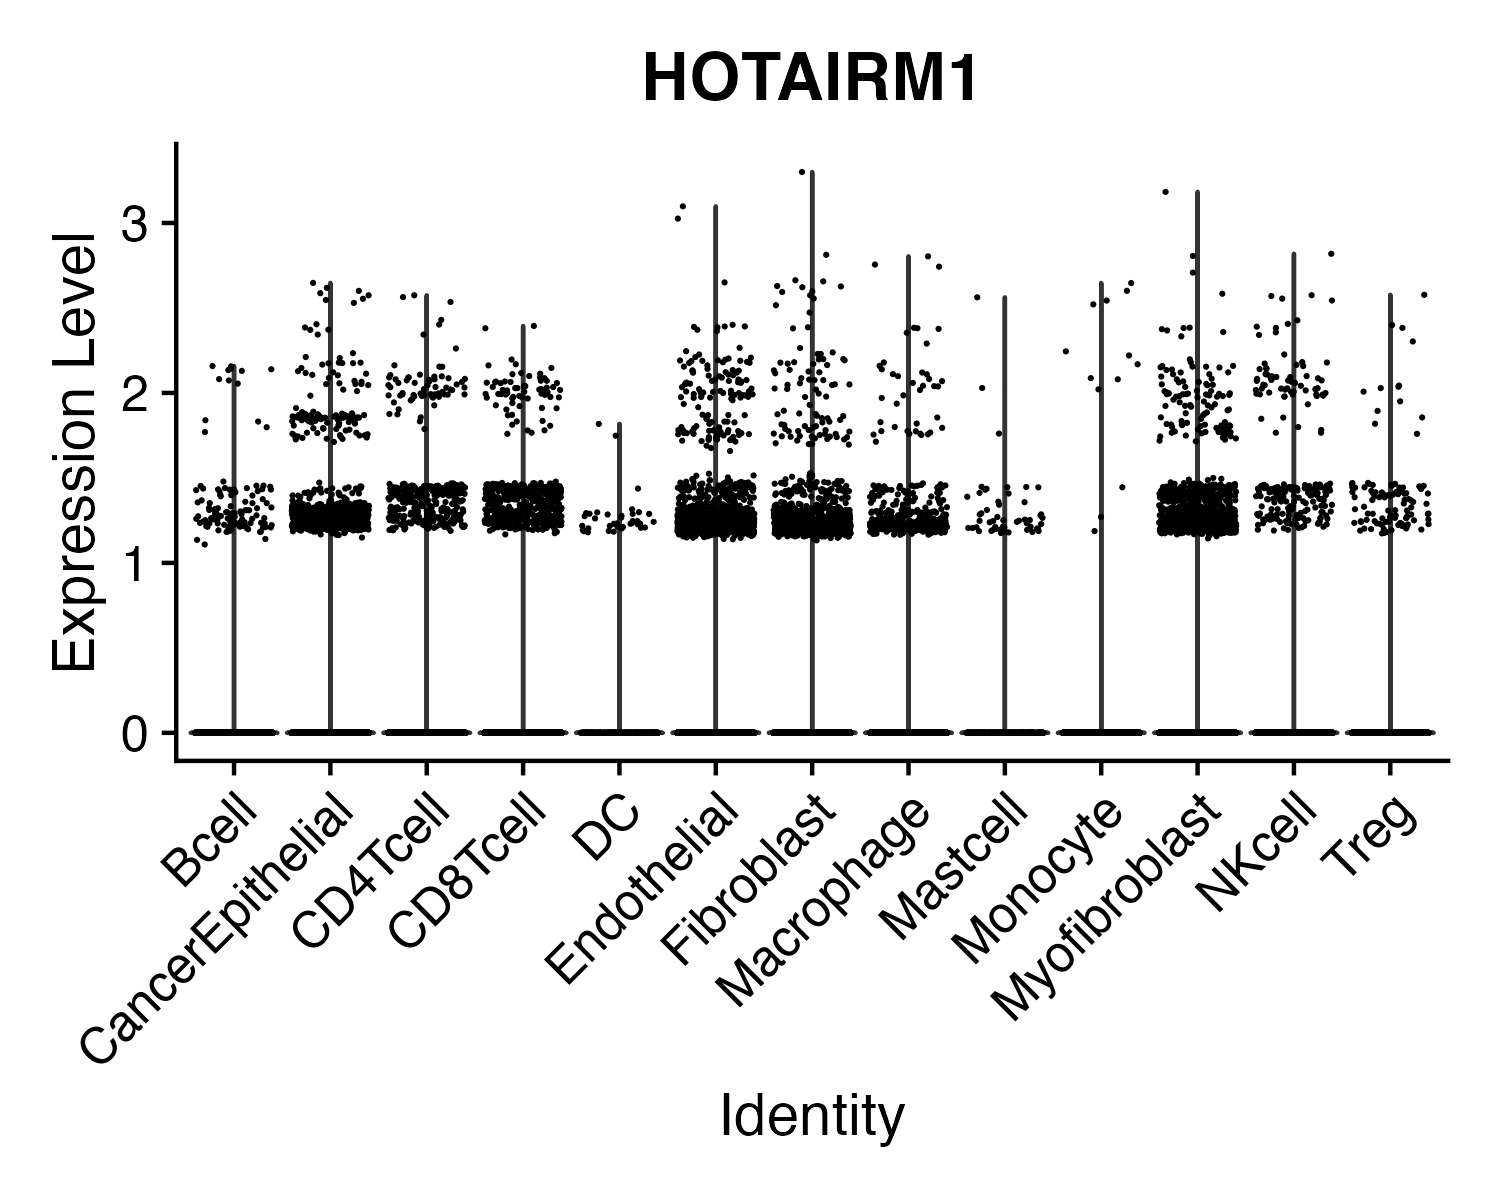 HOTAIRM1
Expression Level
3
2
1
0
Bcell
CancerEpithelial
CD4Tcell
CD8Tcell
DC
Endothelial
Fibroblast
Macrophage
Mastcell
Monocyte
Myofibroblast
NKcell
Treg
Identity